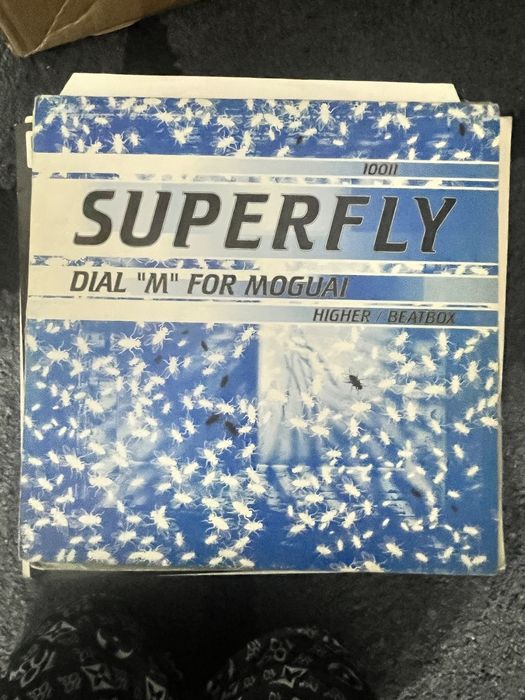 10011
SUPERFLY
DIAL "M" FOR MOGUAI
HIGHER / BEATBOX